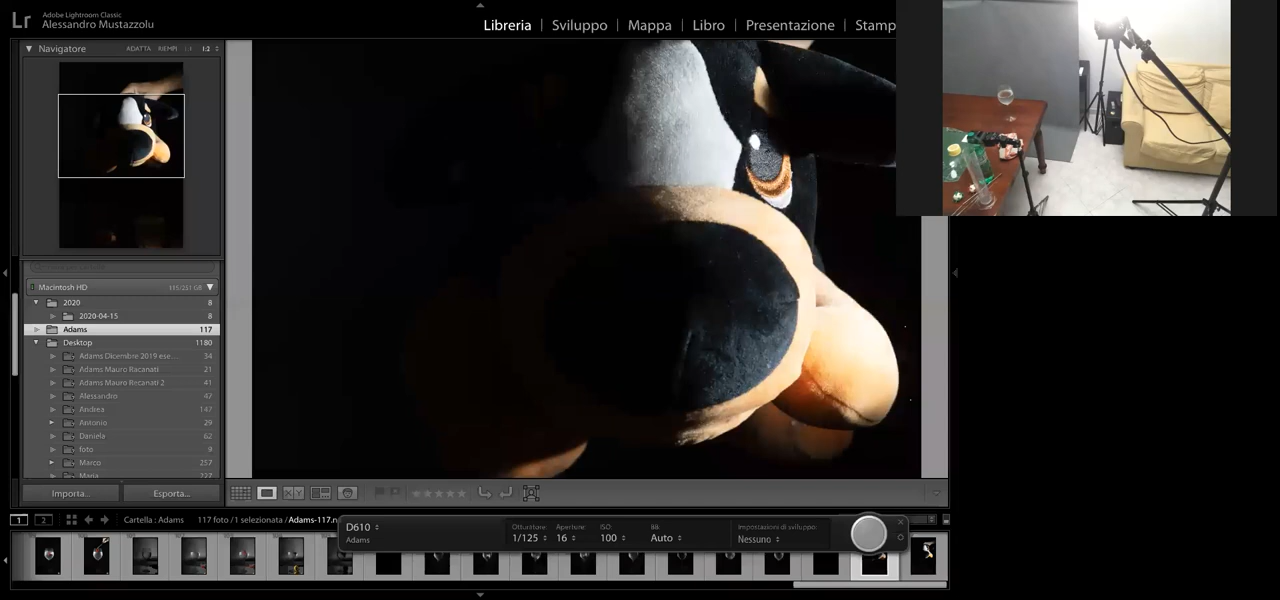 Lr
Adobe Lightroom Classic
Alessandro Mustazzolu
Libreria | Sviluppo | Mappa | Libro | Presentazione | Stamp
Navigatore ADATTA RIEMPI 1:1 1:2
Macintosh HD
2020 8
2020-04-15 8
Adams 117
Desktop 1180
Adams Dicembre 2019 ese... 34
Adams Mauro Racanati 21
Adams Mauro Recanati 2 41
Alessandro 47
Andrea 147
Antonio 29
Daniela 62
foto 9
Marco 257
Maria 227
Importa... Esporta...
1 2 Cartella : Adams 117 foto /1 selezionata /Adams-117.n
D610
Adams
Otturatore: Apertura: ISO: BB: Impostazioni di sviluppo:
1/125 16 100 Auto Nessuno